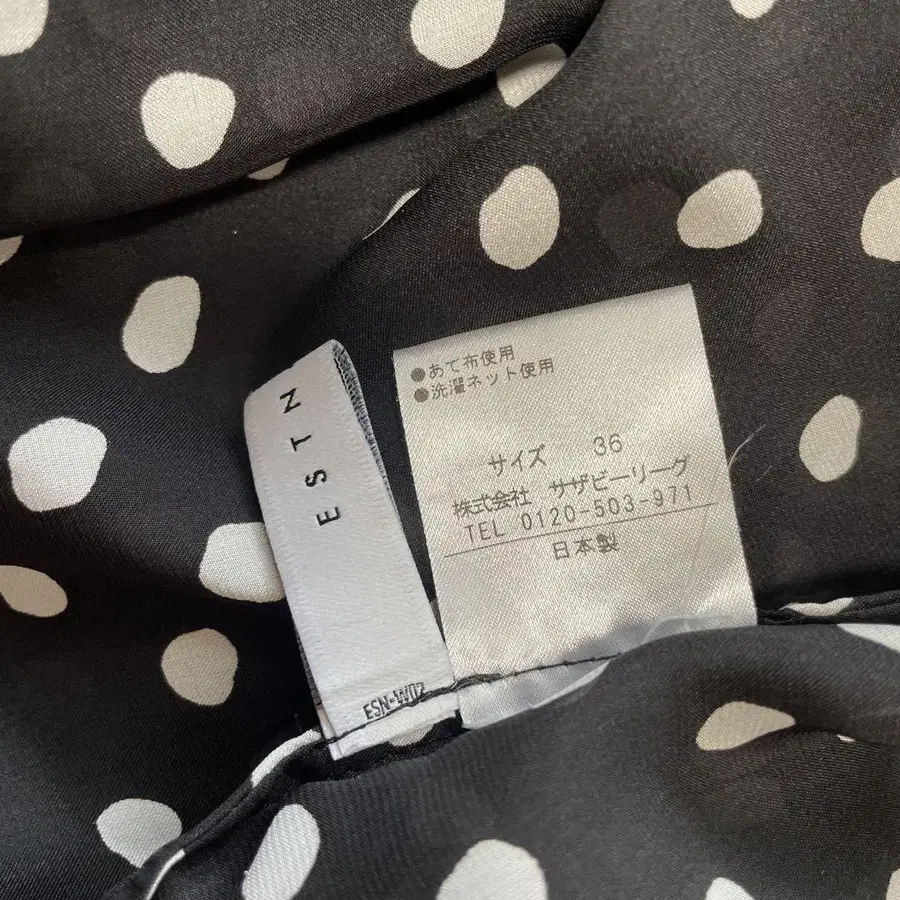 ESTN
ESN-W02
●あて布使用
●洗濯ネット使用
サイズ 36
株式会社 サザビーリーグ
TEL 0120-503-971
日本製